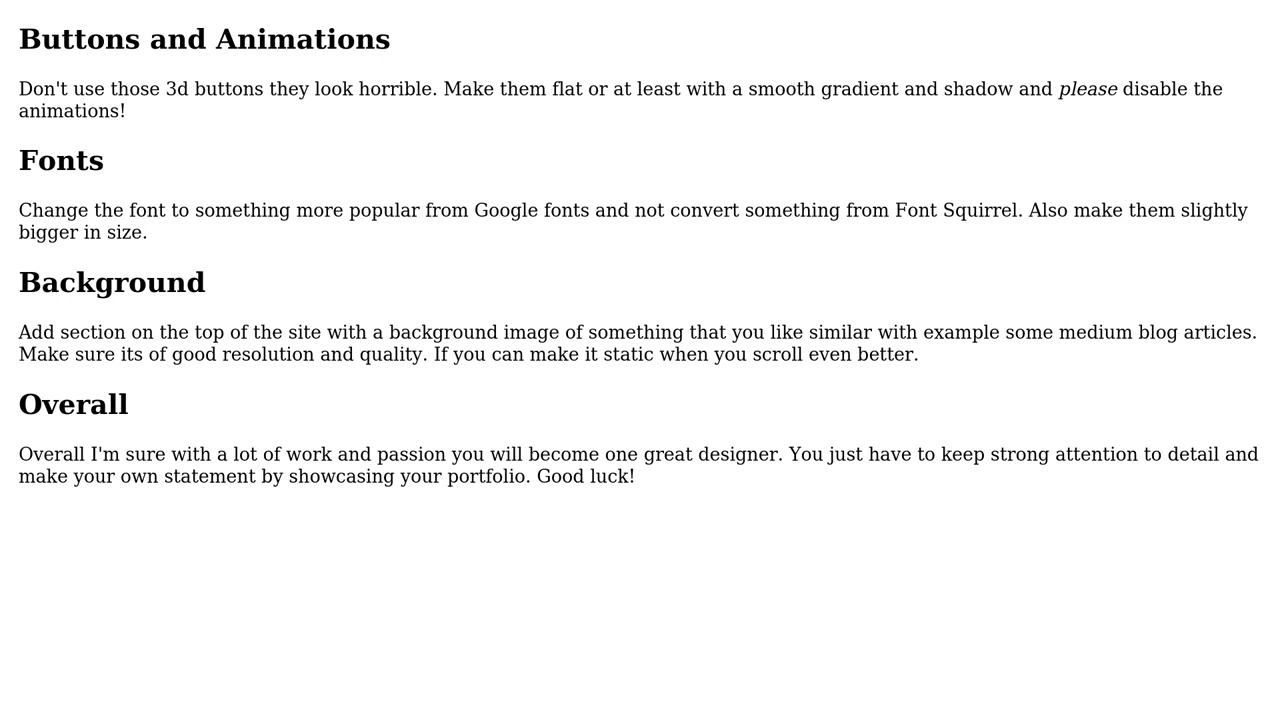 Buttons and Animations
Don't use those 3d buttons they look horrible. Make them flat or at least with a smooth gradient and shadow and please disable the
animations!
Fonts
Change the font to something more popular from Google fonts and not convert something from Font Squirrel. Also make them slightly
bigger in size.
Background
Add section on the top of the site with a background image of something that you like similar with example some medium blog articles.
Make sure its of good resolution and quality. If you can make it static when you scroll even better.
Overall
Overall I'm sure with a lot of work and passion you will become one great designer. You just have to keep strong attention to detail and
make your own statement by showcasing your portfolio. Good luck!